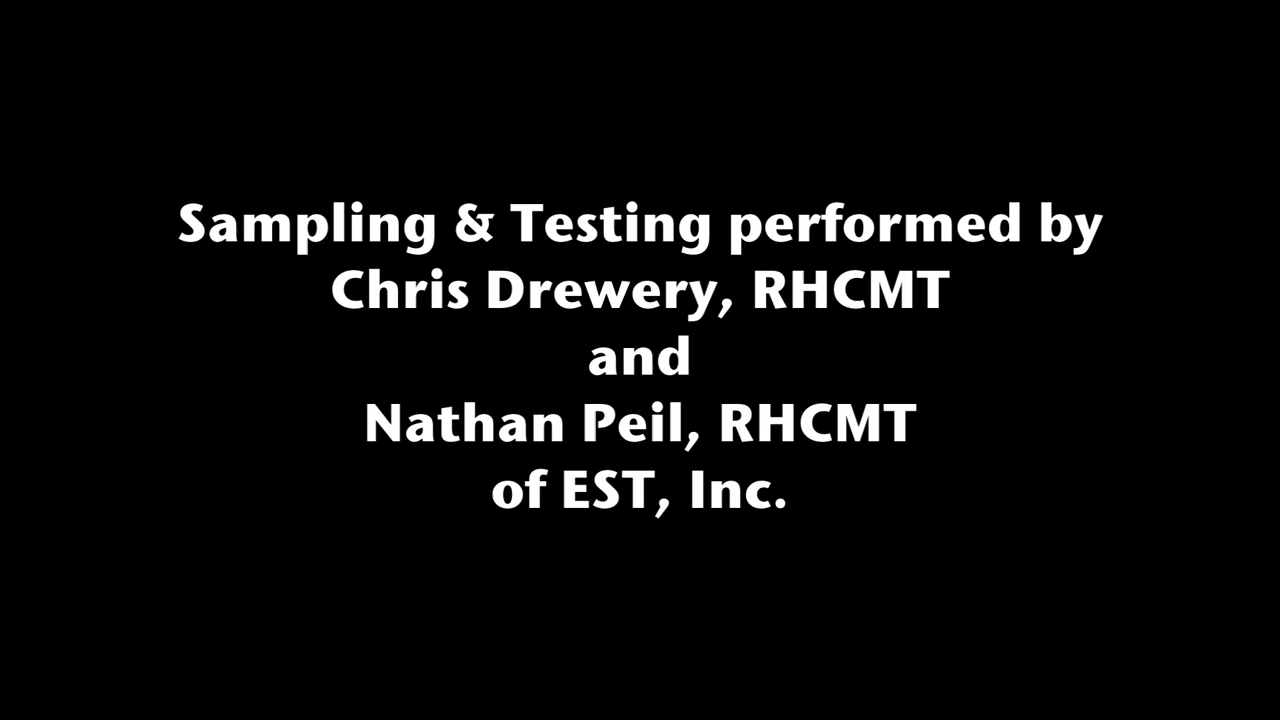 Sampling & Testing performed by
Chris Drewery, RHCMT
and
Nathan Peil, RHCMT
of EST, Inc.